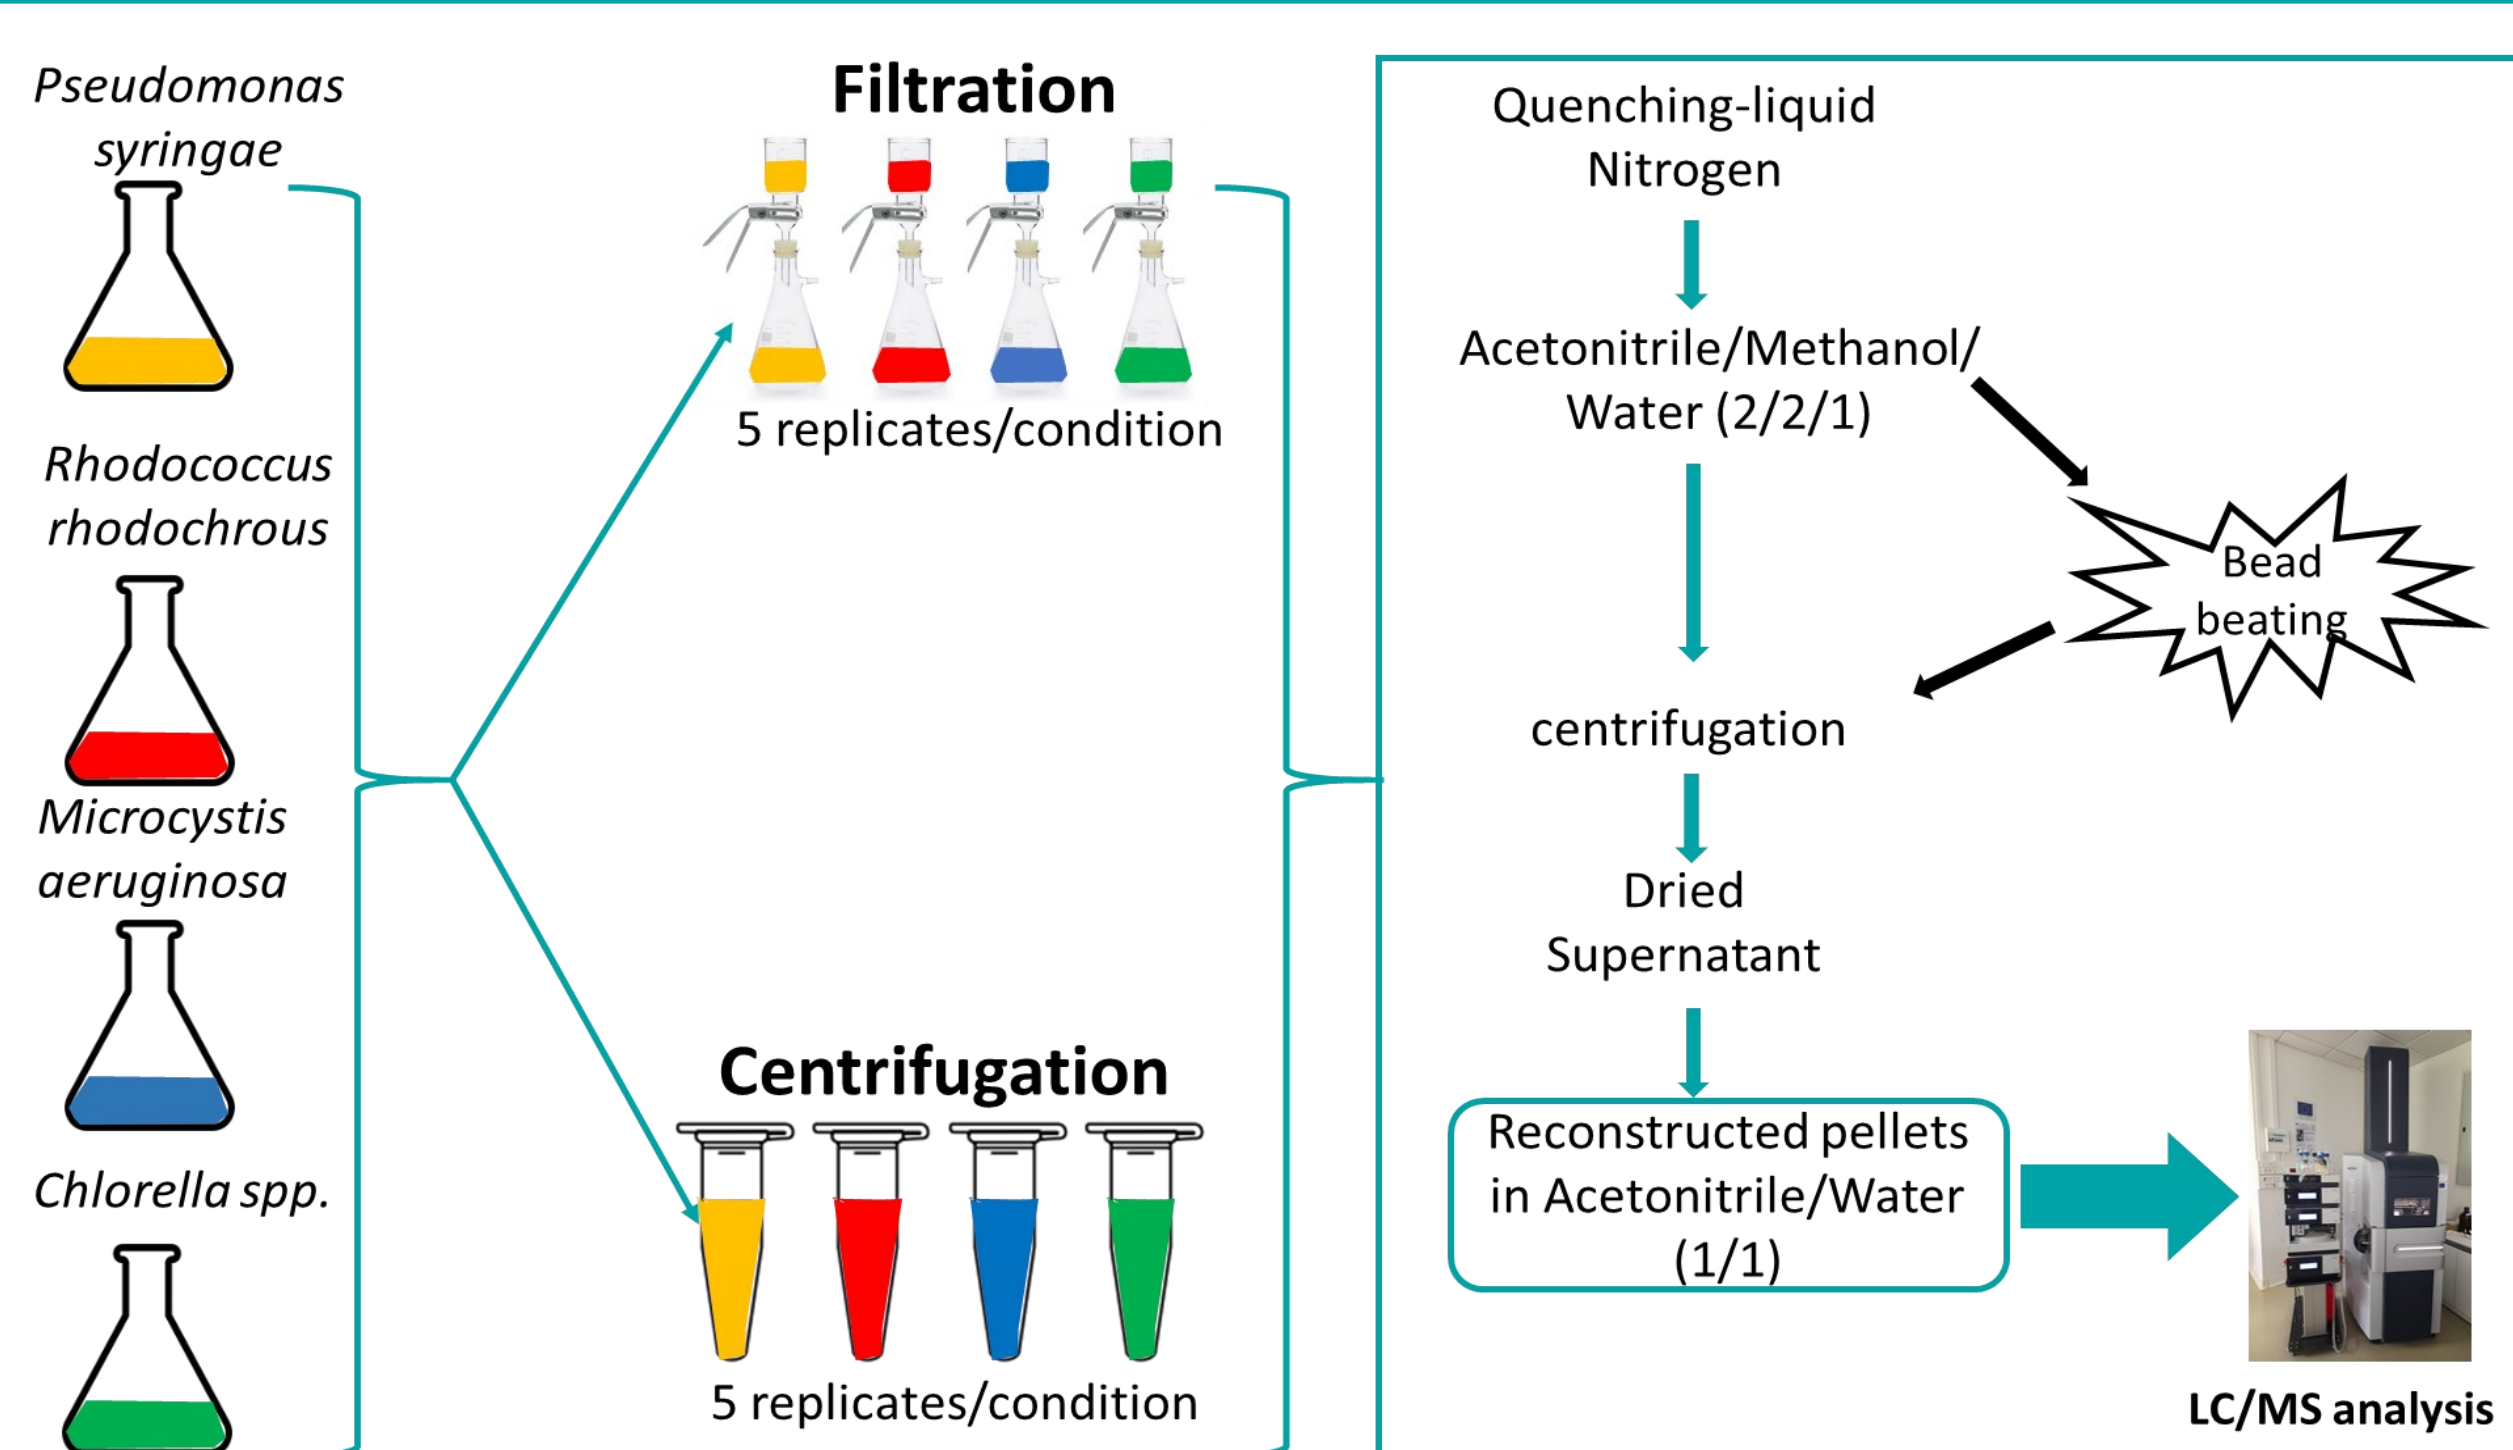 Pseudomonas
syringae
Rhodococcus
rhodochrous
Microcystis
aeruginosa
Chlorella spp.
Filtration
5 replicates/condition
Centrifugation
5 replicates/condition
Quenching-liquid
Nitrogen
Acetonitrile/Methanol/
Water (2/2/1)
Bead
beating
centrifugation
Dried
Supernatant
Reconstructed pellets
in Acetonitrile/Water
(1/1)
LC/MS analysis